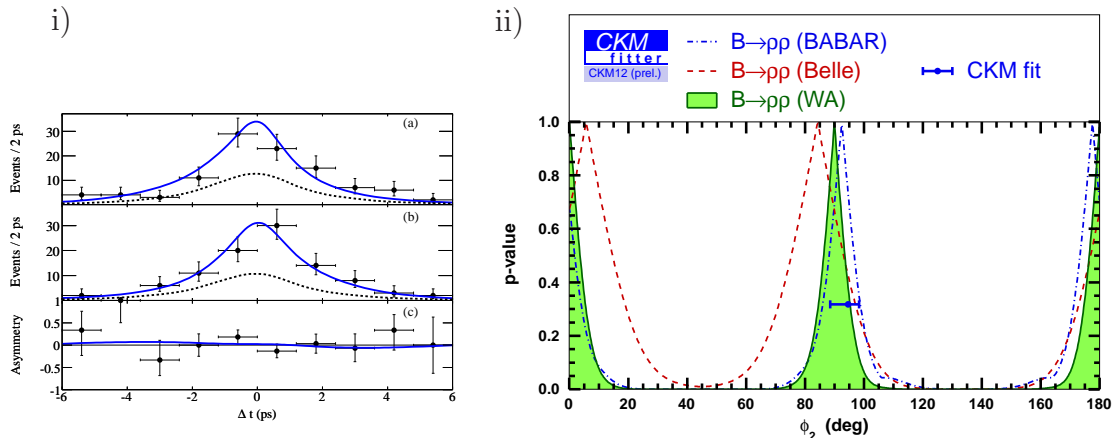 i)
(a)
Events / 2 ps
30
20
10
(b)
Events / 2 ps
30
20
10
(c)
Asymmetry
1
0.5
0
-0.5
-1
-6 -4 -2 0 2 4 6
Δ t (ps)
ii)
CKM
fitter
CKM12 (prel.)
B→ρρ (BABAR)
B→ρρ (Belle)
B→ρρ (WA)
CKM fit
p-value
1.0
0.8
0.6
0.4
0.2
0.0
0 20 40 60 80 100 120 140 160 180
ϕ2 (deg)